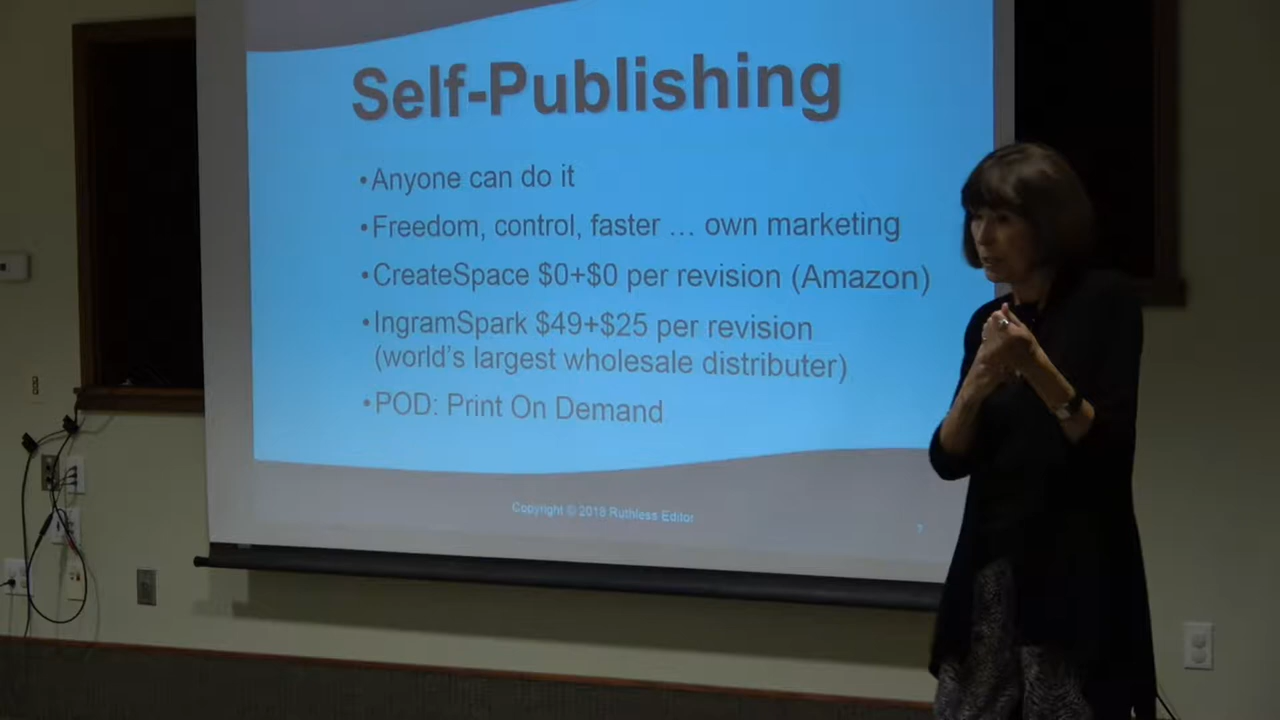 Self-Publishing
•Anyone can do it
•Freedom, control, faster … own marketing
•CreateSpace $0+$0 per revision (Amazon)
•IngramSpark $49+$25 per revision
(world's largest wholesale distributer)
•POD: Print On Demand
Copyright © 2018 Ruthless Editor
7